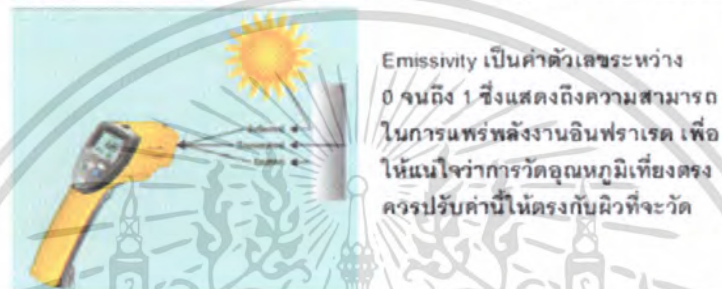 Emissivity เป็นค่าตัวเลขระหว่าง
0 จนถึง 1 ซึ่งแสดงถึงความสามารถ
ในการแพร่พลังงานอินฟราเรด เพื่อ
ให้แน่ใจว่าการวัดอุณหภูมิเที่ยงตรง
ควรปรับค่านี้ให้ตรงกับผิวที่จะวัด